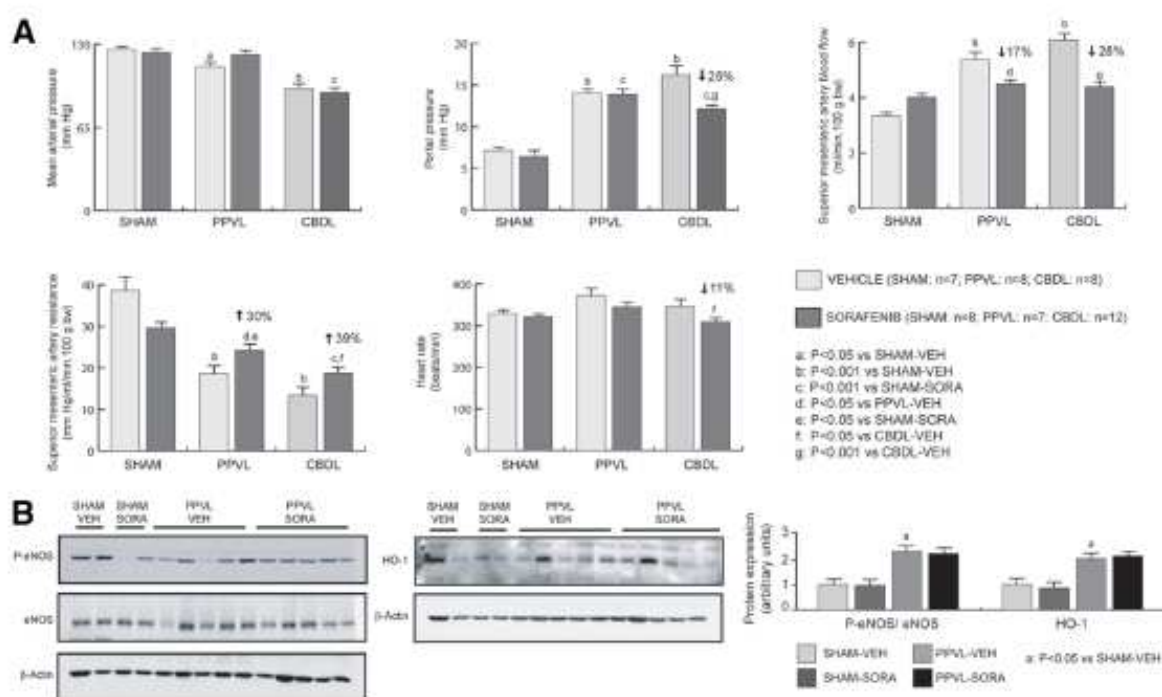 A
Mean arterial pressure
(mm Hg)
130
65
0
SHAM
PPVL
CBDL
a
b
c
Portal pressure
(mm Hg)
20
15
10
5
0
SHAM
PPVL
CBDL
a
c
b
↓25%
c,g
Superior mesenteric artery blood flow
(ml/min.100 g.bw)
6
4
2
0
SHAM
PPVL
CBDL
↓17%
d
b
g
Superior mesenteric artery resistance
(mm Hg/ml/min.100 g.bw)
40
30
20
10
0
SHAM
PPVL
CBDL
b
↑30%
d,e
b
↑39%
c,f
Heart rate
(beats/min)
400
300
200
0
SHAM
PPVL
CBDL
↓11%
f
VEHICLE (SHAM: n=7; PPVL: n=8; CBDL: n=8)
SORAFENIB (SHAM: n=8; PPVL: n=7; CBDL: n=12)
a: P<0.05 vs SHAM-VEH
b: P<0.001 vs SHAM-VEH
c: P<0.001 vs SHAM-SORA
d: P<0.05 vs PPVL-VEH
e: P<0.05 vs SHAM-SORA
f: P<0.05 vs CBDL-VEH
g: P<0.001 vs CBDL-VEH
B
SHAM VEH
SHAM SORA
PPVL VEH
PPVL SORA
P-eNOS
eNOS
β-Actin
SHAM VEH
SHAM SORA
PPVL VEH
PPVL SORA
HO-1
β-Actin
Protein expression
(arbitrary units)
3
2
1
0
a
a
P-eNOS/ eNOS
HO-1
SHAM-VEH
PPVL-VEH
a: P<0.05 vs SHAM-VEH
SHAM-SORA
PPVL-SORA